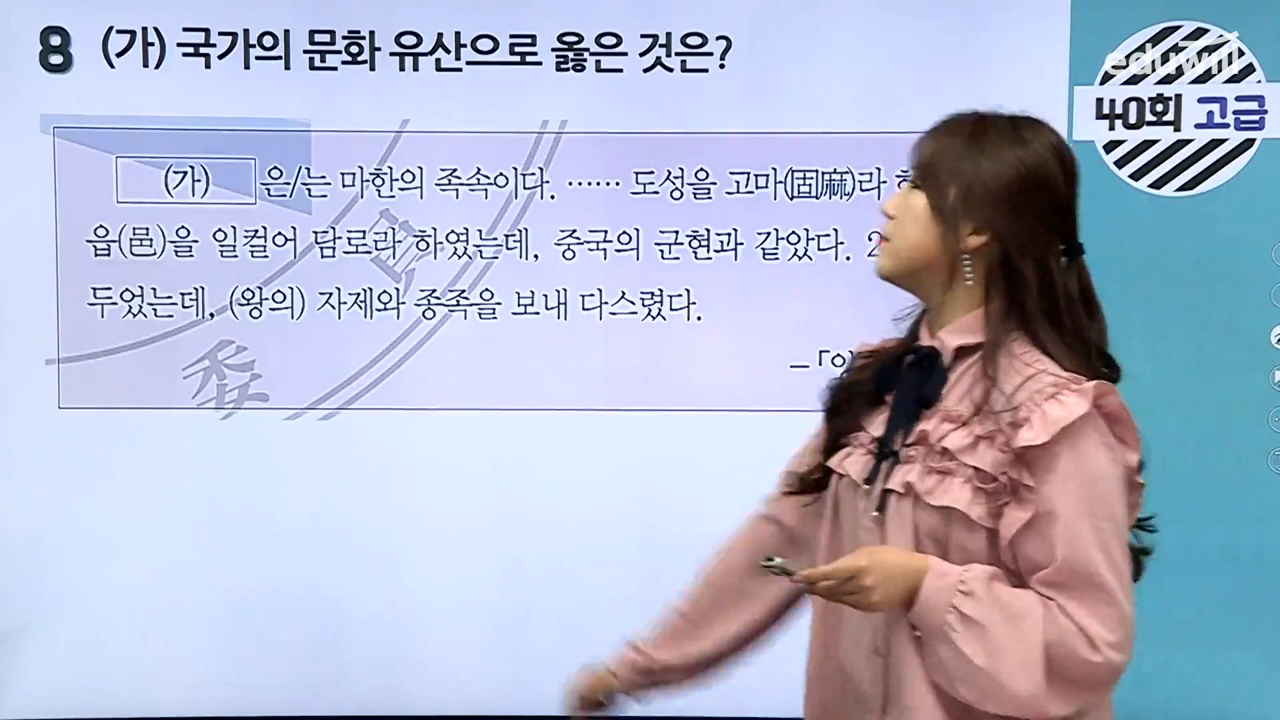 8 (가) 국가의 문화 유산으로 옳은 것은?
eduwill
40회 고급
(가) 은/는 마한의 족속이다. …… 도성을 고마(固麻)라
읍(邑)을 일컬어 담로라 하였는데, 중국의 군현과 같았다. 2
두었는데, (왕의) 자제와 종족을 보내 다스렸다.